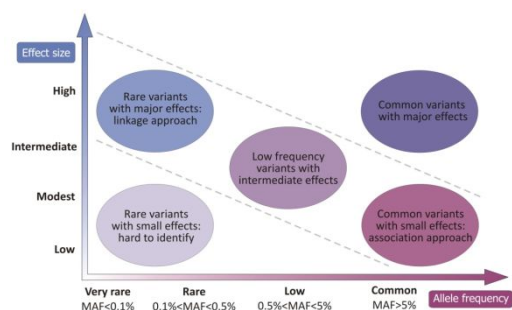 Effect size
High
Intermediate
Modest
Low
Rare variants
with major effects:
linkage approach
Common variants
with major effects
Low frequency
variants with
intermediate effects
Rare variants
with small effects:
hard to identify
Common variants
with small effects:
association approach
Very rare
MAF<0.1%
Rare
0.1%<MAF<0.5%
Low
0.5%<MAF<5%
Common
MAF>5%
Allele frequency